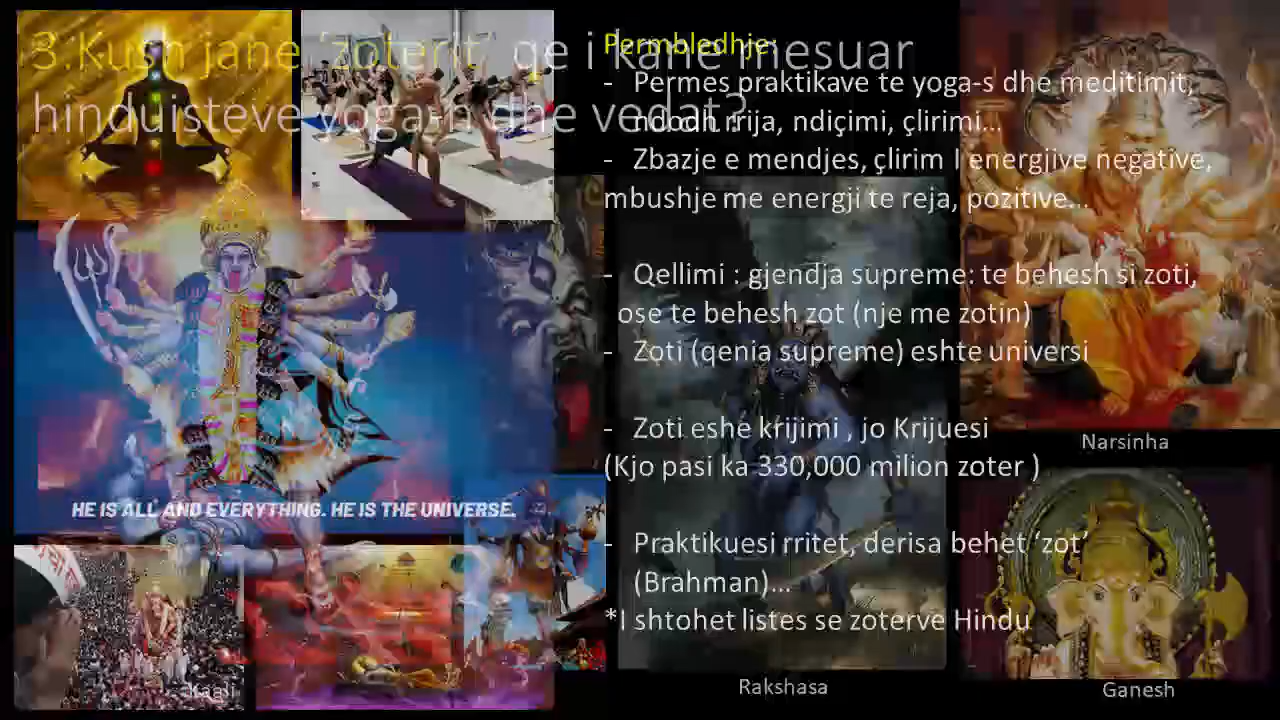 3.Kush jane ‘zoterit’ qe i kane mesuar
hinduisteve yoga-n dhe vedat?
Permbledhje:
- Permes praktikave te yoga-s dhe meditimit,
ndodh rrija, ndiçimi, çlirimi...
- Zbazje e mendjes, çlirim I energjive negative,
mbushje me energji te reja, pozitive...
- Qellimi : gjendja supreme: te behesh si zoti,
ose te behesh zot (nje me zotin)
- Zoti (qenia supreme) eshte universi
- Zoti eshe krijimi , jo Krijuesi
(Kjo pasi ka 330,000 milion zoter )
- Praktikuesi rritet, derisa behet ‘zot’
(Brahman)...
*I shtohet listes se zoterve Hindu
HE IS ALL AND EVERYTHING. HE IS THE UNIVERSE.
Narsinha
Kaali
Rakshasa
Ganesh